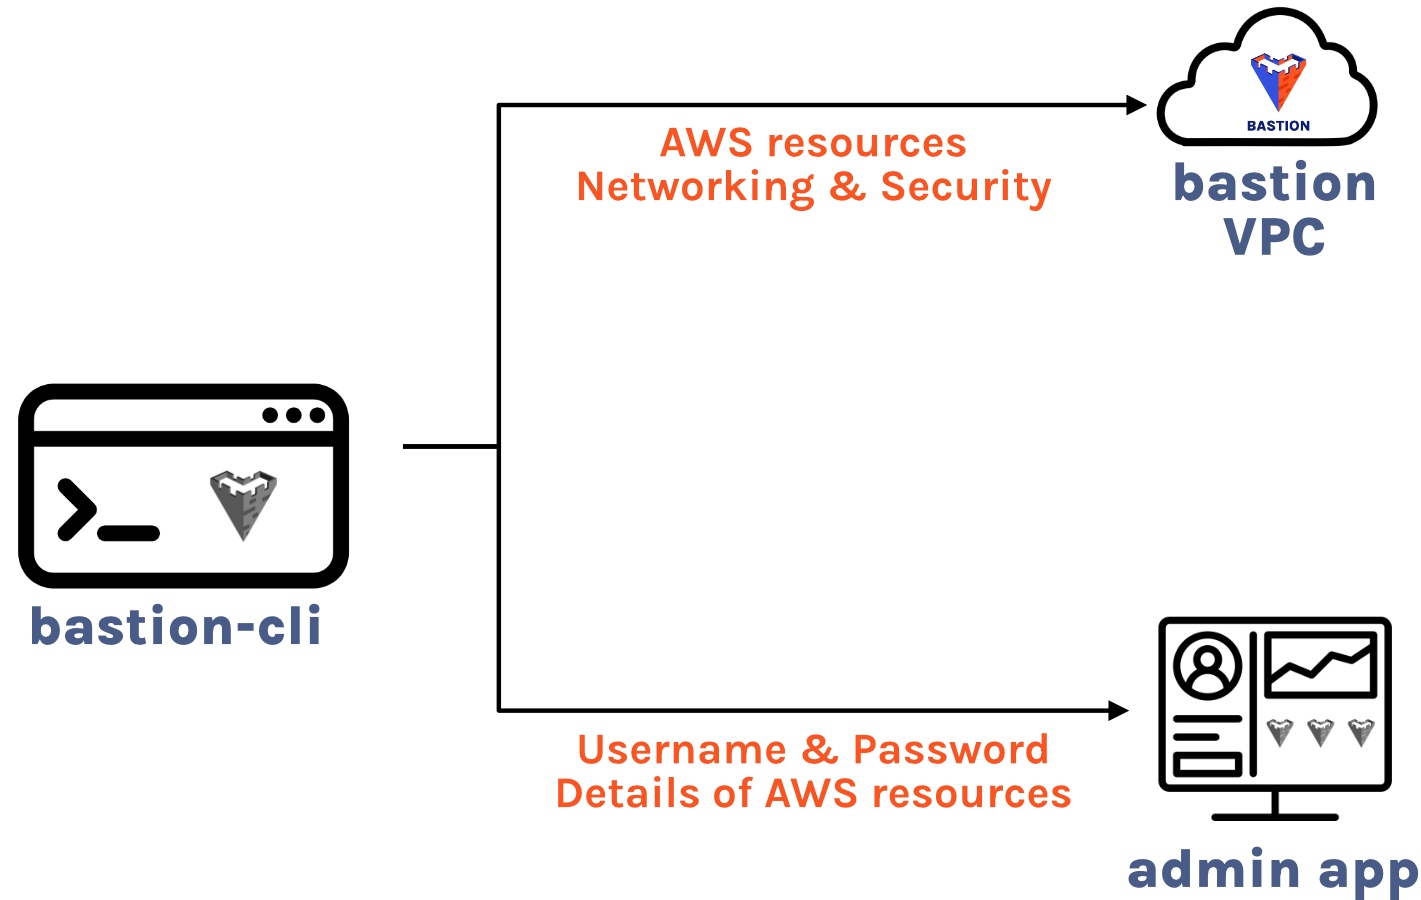 BASTION
bastion
VPC
AWS resources
Networking & Security
bastion-cli
Username & Password
Details of AWS resources
admin app